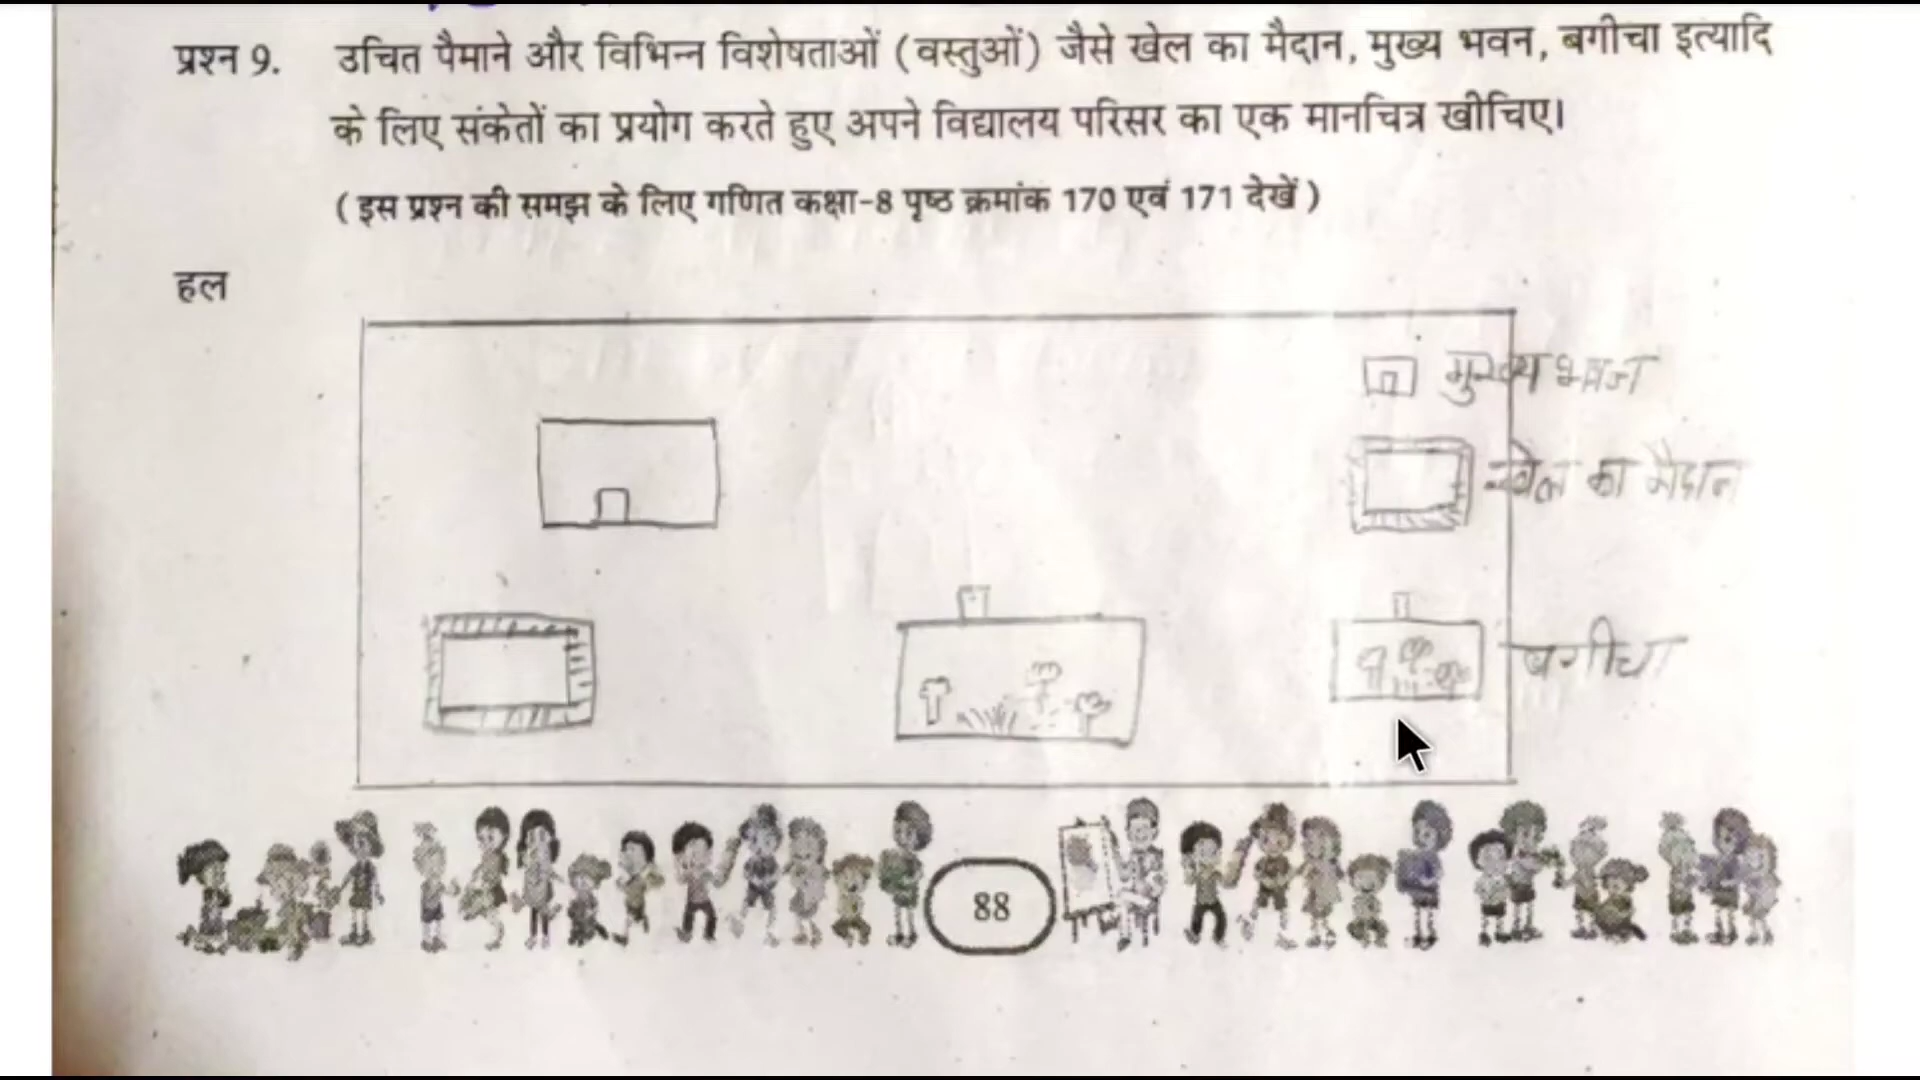 प्रश्न 9. उचित पैमाने और विभिन्न विशेषताओं (वस्तुओं) जैसे खेल का मैदान, मुख्य भवन, बगीचा इत्यादि
के लिए संकेतों का प्रयोग करते हुए अपने विद्यालय परिसर का एक मानचित्र खीचिए।
(इस प्रश्न की समझ के लिए गणित कक्षा-8 पृष्ठ क्रमांक 170 एवं 171 देखें)
हल
मुख्य भवन
खेल का मैदान
बगीचा
88